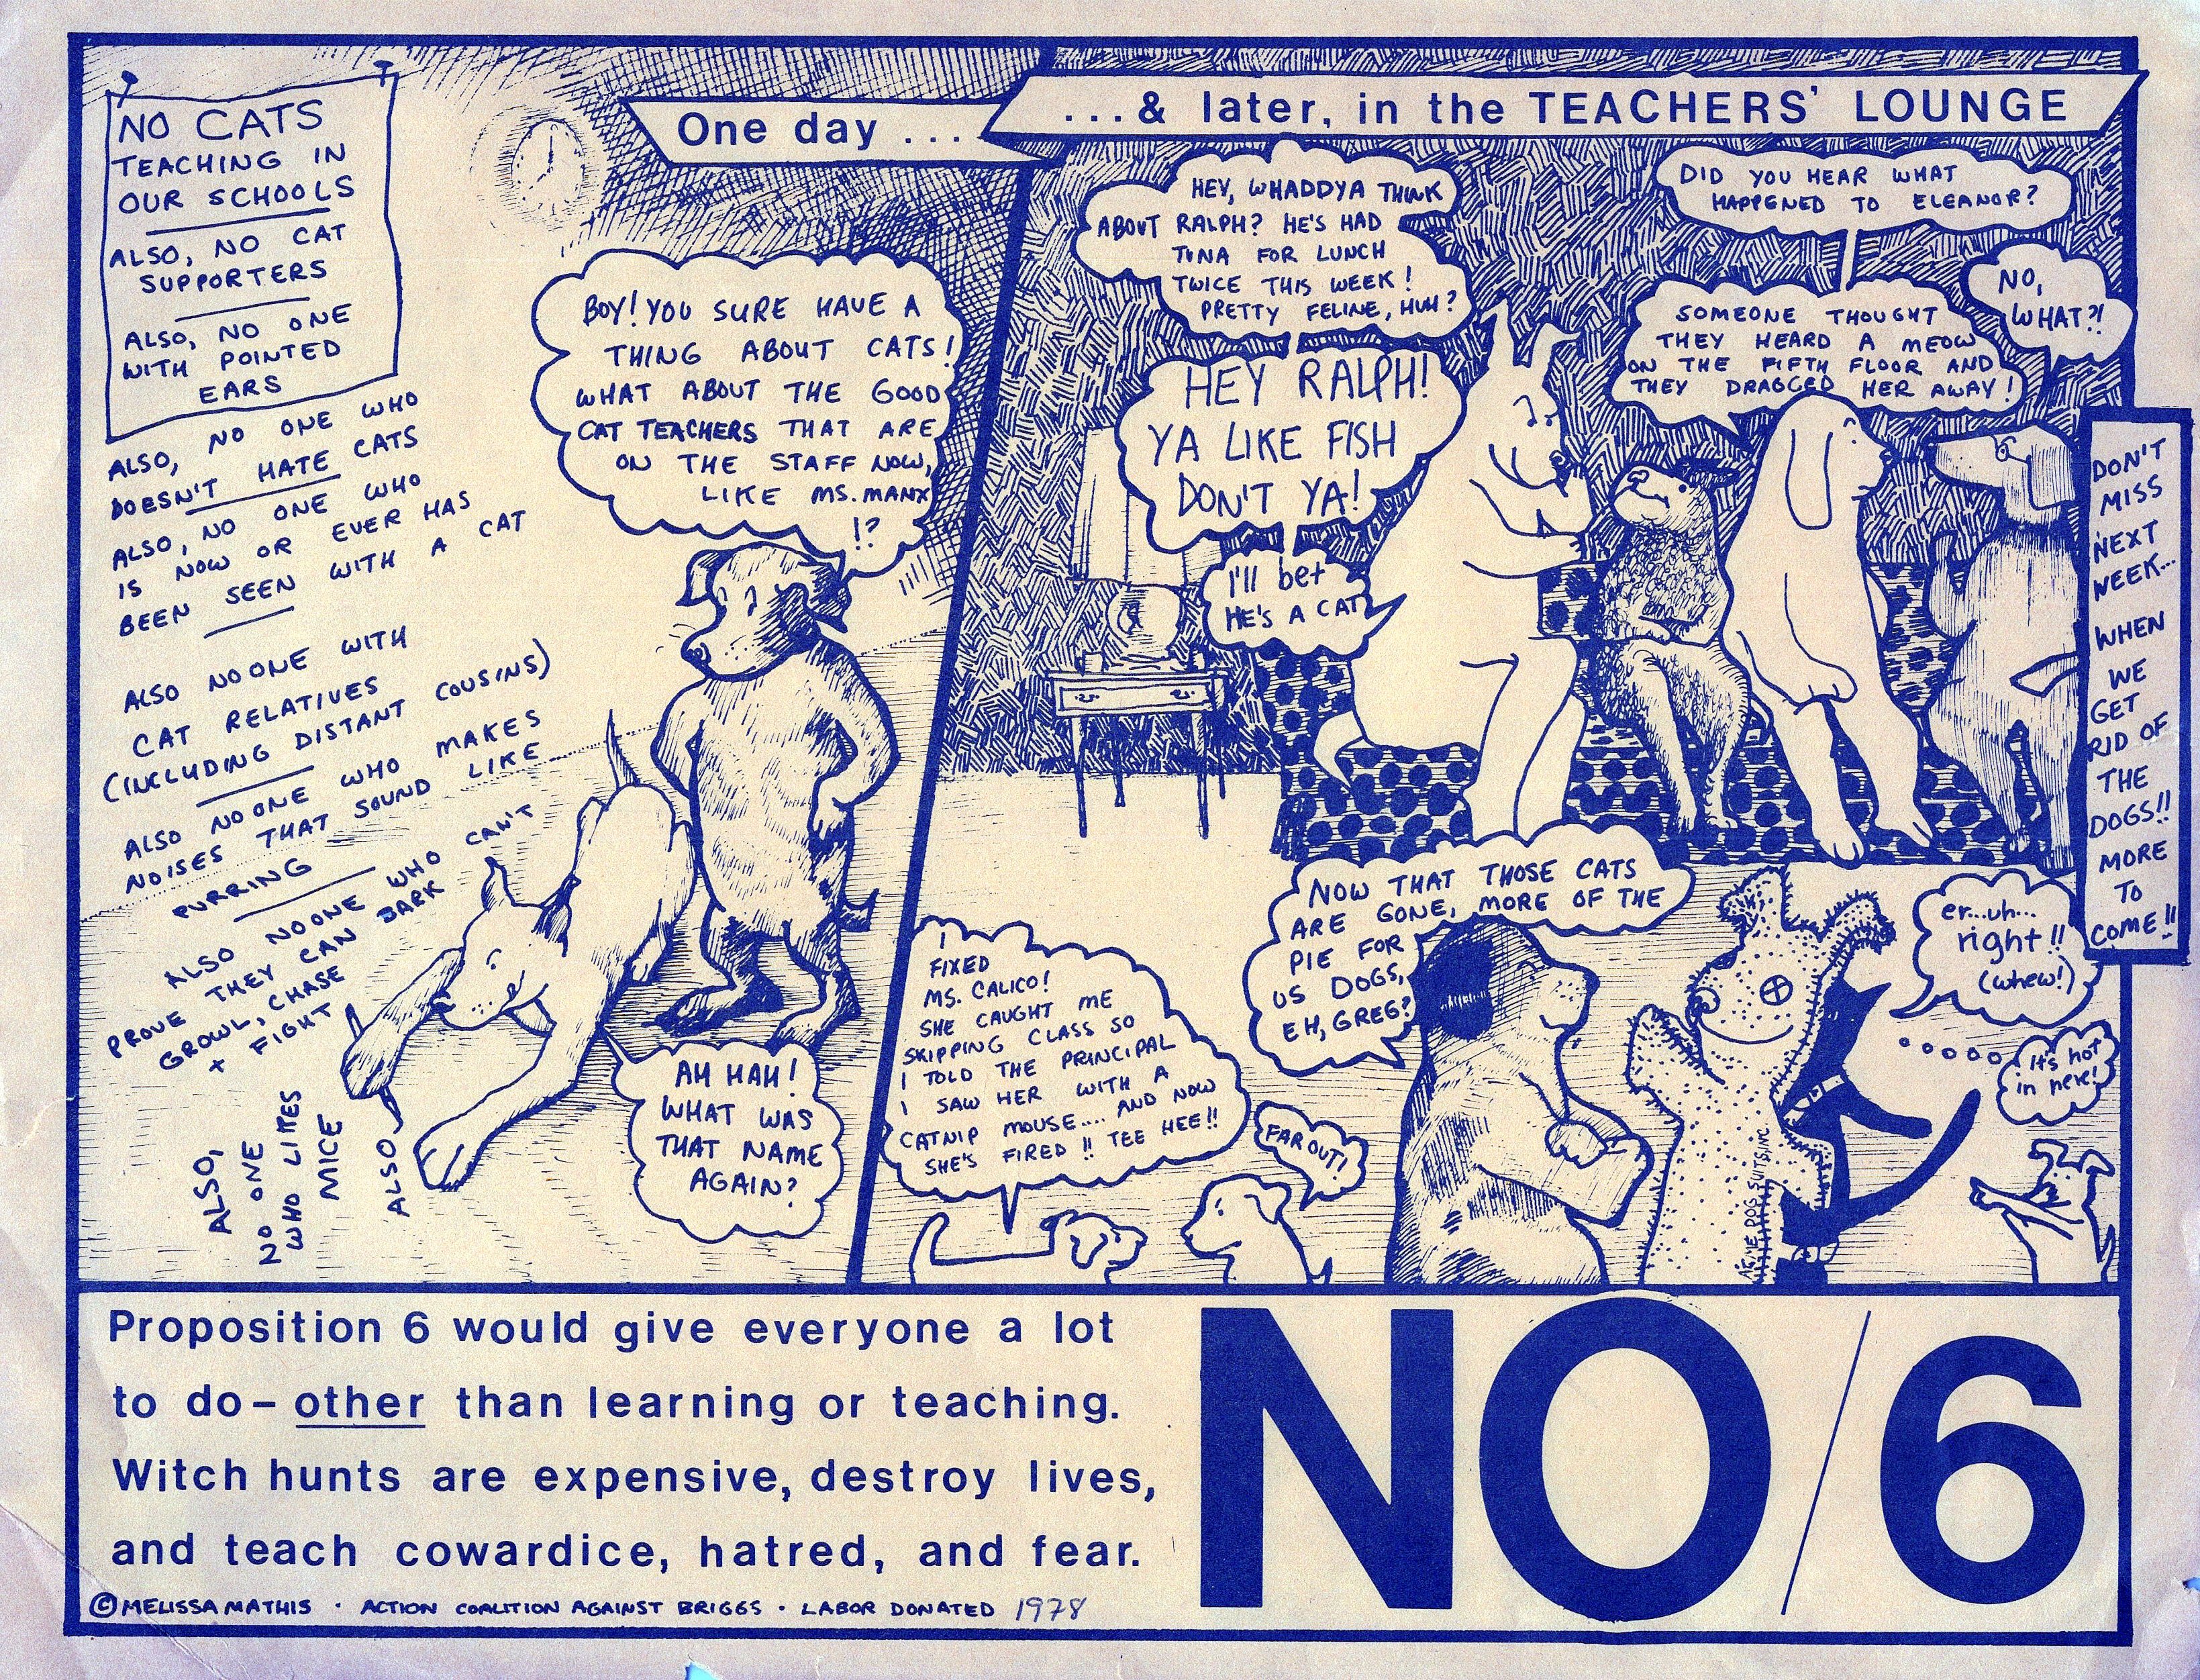 One day ...
NO CATS
TEACHING IN
OUR SCHOOLS
ALSO, NO CAT
SUPPORTERS
ALSO, NO ONE
WITH POINTED
EARS
ALSO, NO ONE WHO
DOESN'T HATE CATS
ALSO, NO ONE WHO
IS NOW OR EVER HAS
BEEN SEEN WITH A CAT
ALSO NO ONE WITH
CAT RELATIVES
(INCLUDING DISTANT COUSINS)
ALSO NO ONE WHO MAKES
NOISES THAT SOUND LIKE
PURRING
ALSO NO ONE WHO CAN'T
PROVE THEY CAN BARK
GROWL, CHASE
+ FIGHT
ALSO,
NO ONE
WHO LIKES
MICE
ALSO
BOY! YOU SURE HAVE A
THING ABOUT CATS!
WHAT ABOUT THE GOOD
CAT TEACHERS THAT ARE
ON THE STAFF NOW,
LIKE MS. MANX
!?
AH HAH!
WHAT WAS
THAT NAME
AGAIN?
...& later, in the TEACHERS' LOUNGE
HEY, WHADDYA THINK
ABOUT RALPH? HE'S HAD
TUNA FOR LUNCH
TWICE THIS WEEK!
PRETTY FELINE, HUH?
HEY RALPH!
YA LIKE FISH
DON'T YA!
I'll bet
HE'S A CAT
DID YOU HEAR WHAT
HAPPENED TO ELEANOR?
NO,
WHAT?!
SOMEONE THOUGHT
THEY HEARD A MEOW
ON THE FIFTH FLOOR AND
THEY DRAGGED HER AWAY!
I
FIXED
MS. CALICO!
SHE CAUGHT ME
SKIPPING CLASS SO
I TOLD THE PRINCIPAL
I SAW HER WITH A
CATNIP MOUSE.... AND NOW
SHE'S FIRED!! TEE HEE!!
FAR OUT!
NOW THAT THOSE CATS
ARE GONE, MORE OF THE
PIE FOR
US DOGS,
EH, GREG?
er...uh...
right!!
(whew!)
It's hot
in here!
ACME DOG SUITS, INC.
DON'T
MISS
NEXT
WEEK...
WHEN
WE
GET
RID OF
THE
DOGS!!
MORE
TO
COME!!
Proposition 6 would give everyone a lot
to do – other than learning or teaching.
Witch hunts are expensive, destroy lives,
and teach cowardice, hatred, and fear.
NO/6
© MELISSA MATHIS · ACTION COALITION AGAINST BRIGGS · LABOR DONATED 1978